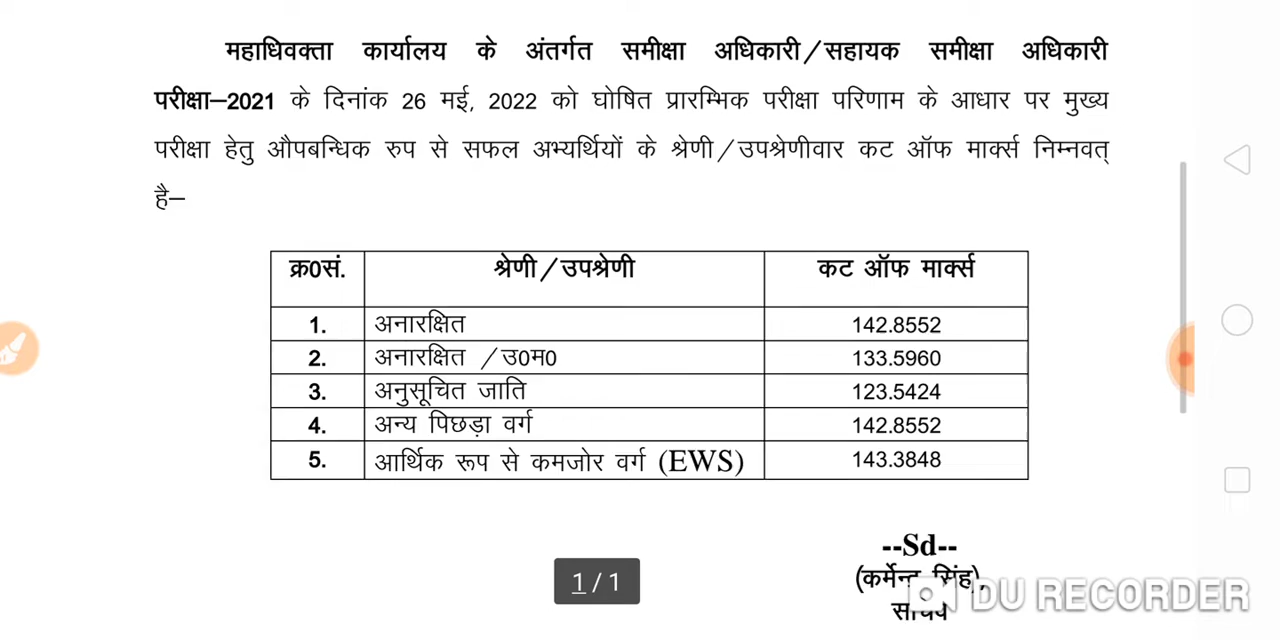 महाधिवक्ता कार्यालय के अंतर्गत समीक्षा अधिकारी/सहायक समीक्षा अधिकारी
परीक्षा–2021 के दिनांक 26 मई, 2022 को घोषित प्रारम्भिक परीक्षा परिणाम के आधार पर मुख्य
परीक्षा हेतु औपबन्धिक रुप से सफल अभ्यर्थियों के श्रेणी/उपश्रेणीवार कट ऑफ मार्क्स निम्नवत्
है–
क्र0सं. श्रेणी/उपश्रेणी कट ऑफ मार्क्स
1. अनारक्षित 142.8552
2. अनारक्षित /उ0म0 133.5960
3. अनुसूचित जाति 123.5424
4. अन्य पिछड़ा वर्ग 142.8552
5. आर्थिक रूप से कमजोर वर्ग (EWS) 143.3848
--Sd--
1/1
(कर्मेन्द्र सिंह),
सचिव
DU RECORDER